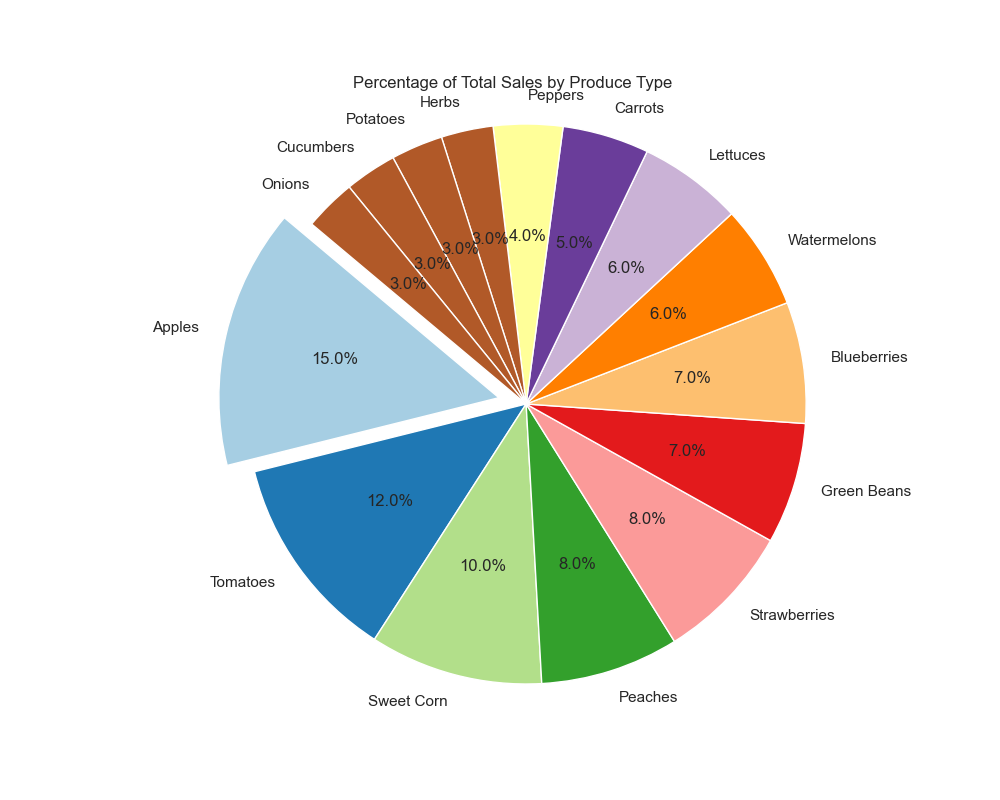 Percentage of Total Sales by Produce Type
Peppers
Herbs
Carrots
Potatoes
Cucumbers
Lettuces
Onions
Watermelons
4.0%
3.0%
5.0%
3.0%
3.0%
6.0%
3.0%
6.0%
Apples
15.0%
Blueberries
7.0%
7.0%
Green Beans
12.0%
8.0%
10.0%
8.0%
Tomatoes
Strawberries
Sweet Corn
Peaches